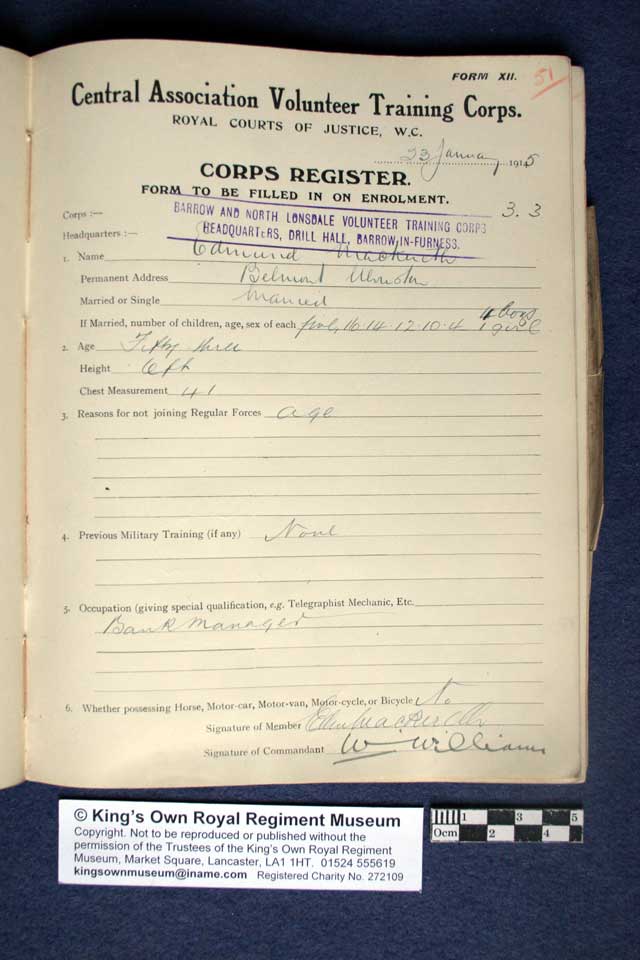 FORM XII. 51
Central Association Volunteer Training Corps.
ROYAL COURTS OF JUSTICE, W.C.
23 January 1915
CORPS REGISTER.
FORM TO BE FILLED IN ON ENROLMENT.
3. 3
Corps :— BARROW AND NORTH LONSDALE VOLUNTEER TRAINING CORPS
Headquarters :— HEADQUARTERS, DRILL HALL, BARROW-IN-FURNESS.
1. Name Edmund Mackereth
Permanent Address Belmont Ulverston
Married or Single Married
If Married, number of children, age, sex of each five, 16-14-12-10-4 4 boys 1 girl
2. Age Fifty three
Height 6ft
Chest Measurement 41
3. Reasons for not joining Regular Forces age
4. Previous Military Training (if any) None
5. Occupation (giving special qualification, e.g. Telegraphist Mechanic, Etc.
Bank Manager
6. Whether possessing Horse, Motor-car, Motor-van, Motor-cycle, or Bicycle No
Signature of Member Edm Mackereth
Signature of Commandant W. Williams
© King's Own Royal Regiment Museum
Copyright. Not to be reproduced or published without the
permission of the Trustees of the King's Own Royal Regiment
Museum, Market Square, Lancaster, LA1 1HT. 01524 555619
kingsownmuseum@iname.com Registered Charity No. 272109
1 3 5
0cm 2 4